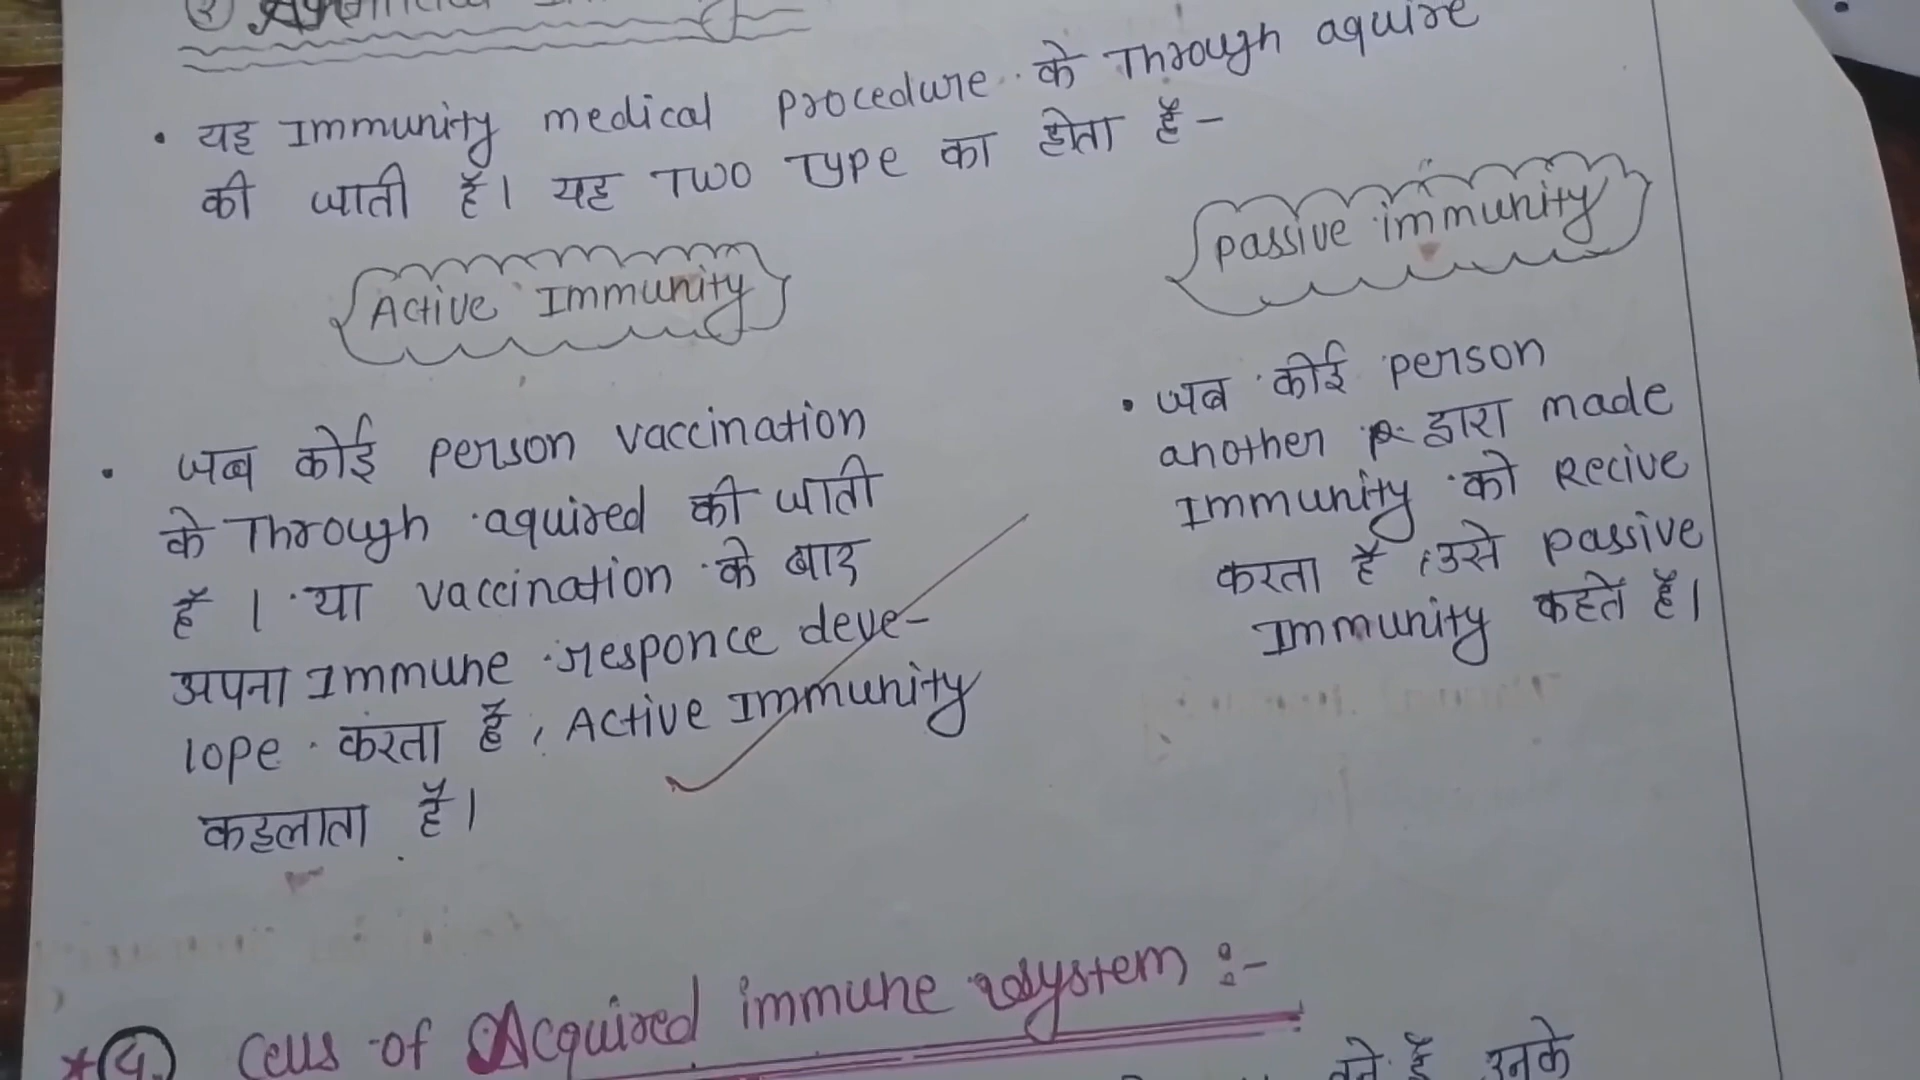 • यह Immunity medical procedure के Through aquire
की जाती है। यह Two Type का होता है -
Active Immunity
• जब कोई person vaccination
के Through aquired की जाती
है। या vaccination के बाद
अपना Immune responce deve-
lope करता है, Active Immunity
कहलाता है।
Passive immunity
• जब कोई person
another द्वारा made
Immunity को Recive
करता है, उसे passive
Immunity कहते है।
* 4. Cells of Acquired immune system :-
है उनके